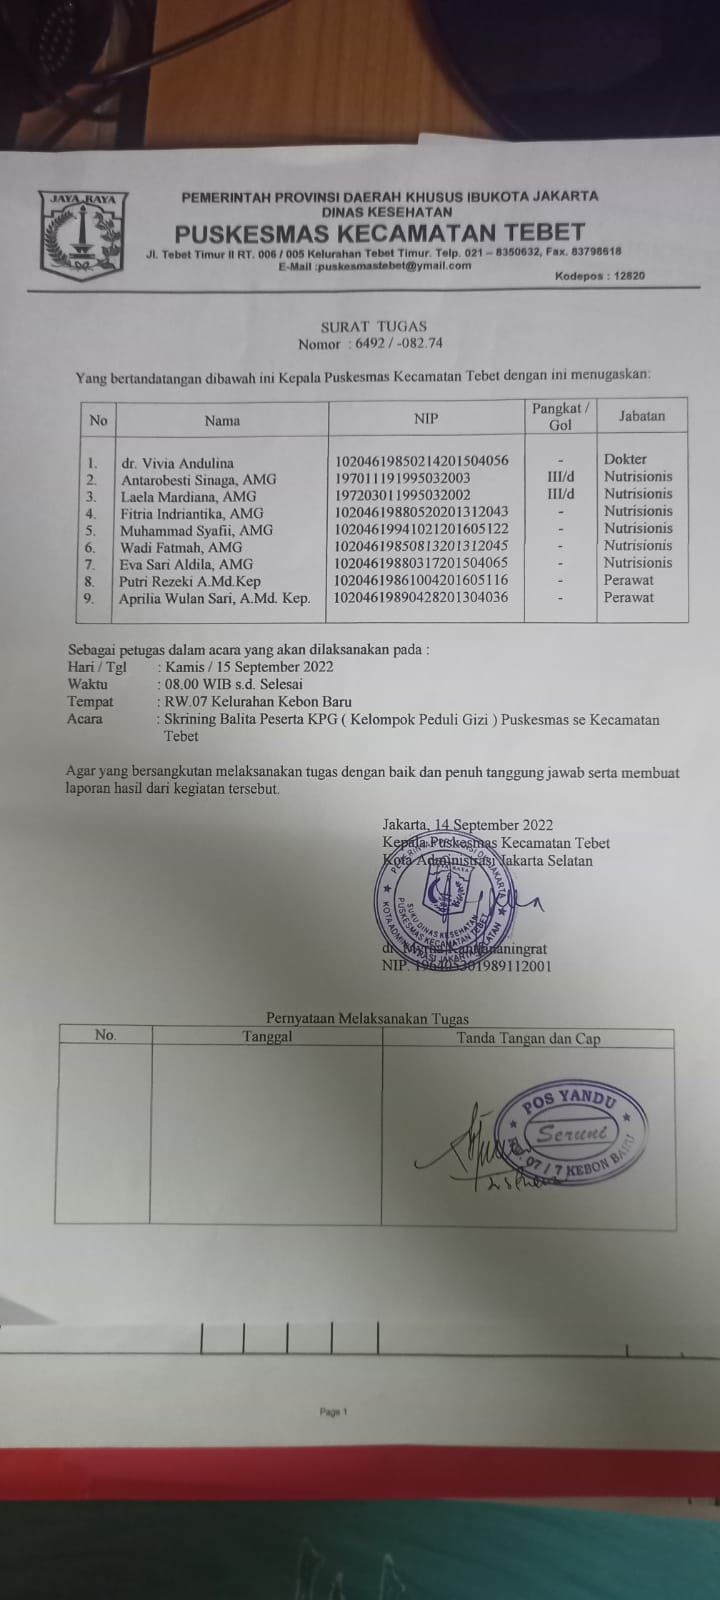 JAYA RAYA
PEMERINTAH PROVINSI DAERAH KHUSUS IBUKOTA JAKARTA
DINAS KESEHATAN
PUSKESMAS KECAMATAN TEBET
Jl. Tebet Timur II RT. 006 / 005 Kelurahan Tebet Timur. Telp. 021 – 8350632, Fax. 83798618
E-Mail :puskesmastebet@ymail.com
Kodepos : 12820
SURAT TUGAS
Nomor : 6492 / -082.74
Yang bertandatangan dibawah ini Kepala Puskesmas Kecamatan Tebet dengan ini menugaskan:
No Nama NIP Pangkat / Gol Jabatan
1. dr. Vivia Andulina 10204619850214201504056 - Dokter
2. Antarobesti Sinaga, AMG 197011191995032003 III/d Nutrisionis
3. Laela Mardiana, AMG 197203011995032002 III/d Nutrisionis
4. Fitria Indriantika, AMG 10204619880520201312043 - Nutrisionis
5. Muhammad Syafii, AMG 10204619941021201605122 - Nutrisionis
6. Wadi Fatmah, AMG 10204619850813201312045 - Nutrisionis
7. Eva Sari Aldila, AMG 10204619880317201504065 - Nutrisionis
8. Putri Rezeki A.Md.Kep 10204619861004201605116 - Perawat
9. Aprilia Wulan Sari, A.Md. Kep. 10204619890428201304036 - Perawat
Sebagai petugas dalam acara yang akan dilaksanakan pada :
Hari / Tgl : Kamis / 15 September 2022
Waktu : 08.00 WIB s.d. Selesai
Tempat : RW.07 Kelurahan Kebon Baru
Acara : Skrining Balita Peserta KPG ( Kelompok Peduli Gizi ) Puskesmas se Kecamatan
Tebet
Agar yang bersangkutan melaksanakan tugas dengan baik dan penuh tanggung jawab serta membuat
laporan hasil dari kegiatan tersebut.
Jakarta, 14 September 2022
Kepala Puskesmas Kecamatan Tebet
Kota Administrasi Jakarta Selatan
SUKU DINAS KESEHATAN
PUSKESMAS KECAMATAN TEBET
KOTA ADMINISTRASI JAKARTA SELATAN
dr. Myrna
NIP. 196405301989112001
Pernyataan Melaksanakan Tugas
No. Tanggal Tanda Tangan dan Cap
POS YANDU
Seruni
RW. 07 / 7 KEBON BARU
Page 1